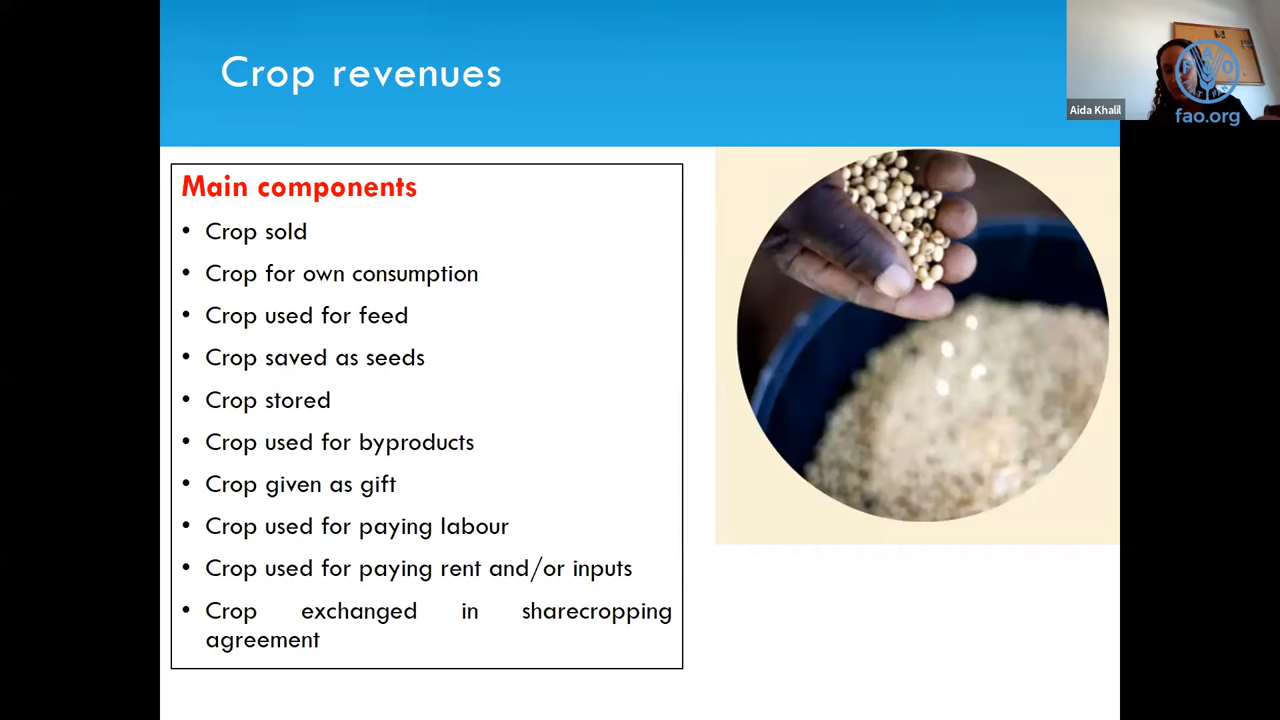 Crop revenues
Aida Khalil
F A O
FIAT PANIS
fao.org
Main components
• Crop sold
• Crop for own consumption
• Crop used for feed
• Crop saved as seeds
• Crop stored
• Crop used for byproducts
• Crop given as gift
• Crop used for paying labour
• Crop used for paying rent and/or inputs
• Crop exchanged in sharecropping
agreement